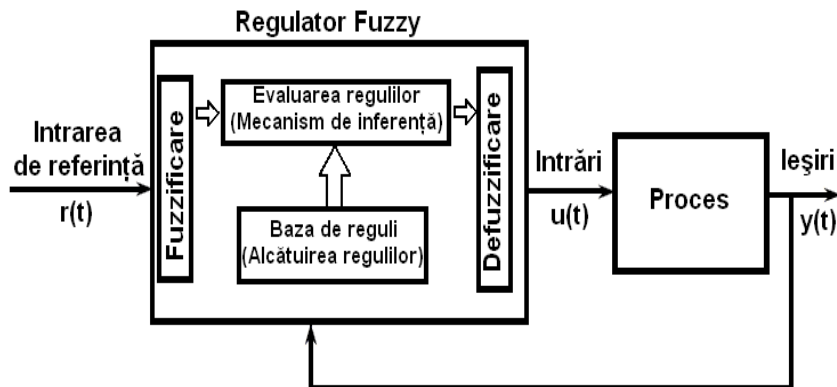 Regulator Fuzzy
Intrarea
de referință
r(t)
Fuzzificare
Evaluarea regulilor
(Mecanism de inferență)
Baza de reguli
(Alcătuirea regulilor)
Defuzzificare
Intrări
u(t)
Proces
Ieşiri
y(t)